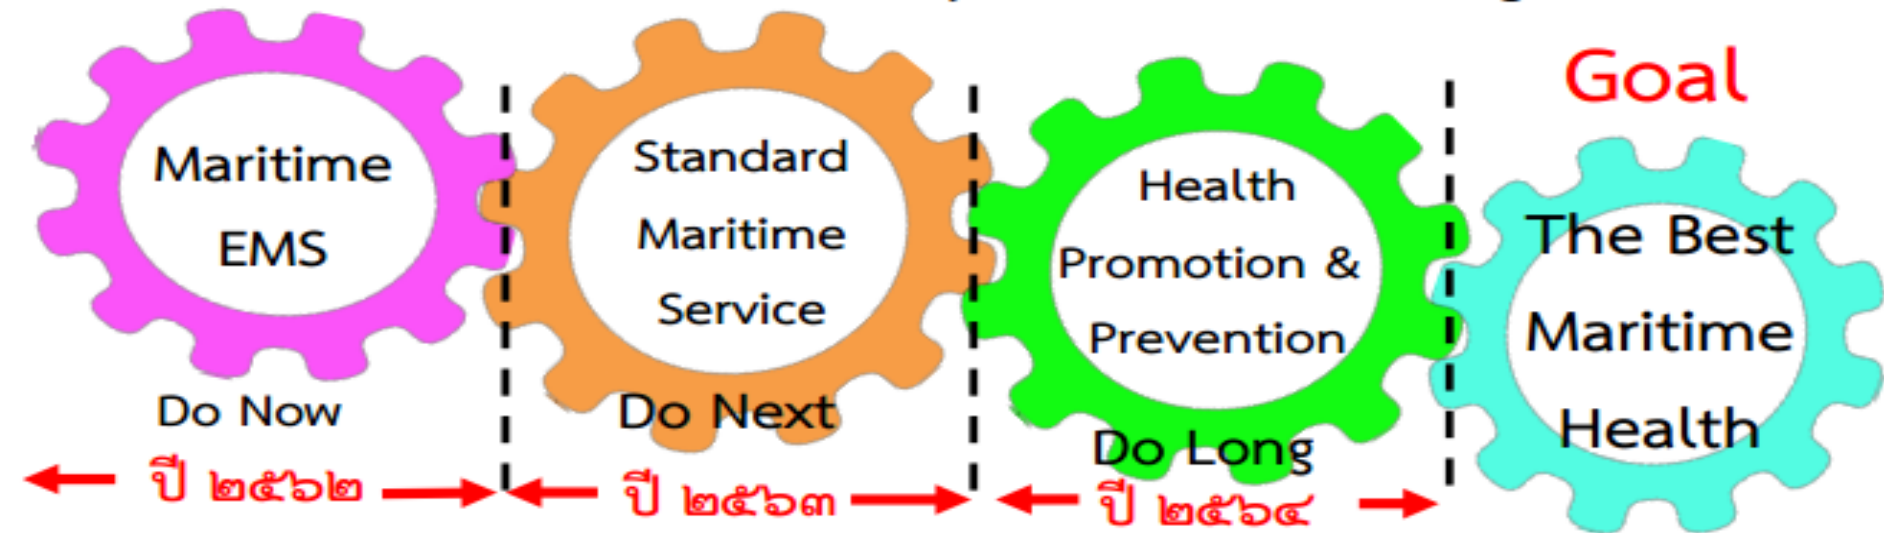 Maritime
EMS
Do Now
ปี ๒๕๖๒
Standard
Maritime
Service
Do Next
ปี ๒๕๖๓
Health
Promotion &
Prevention
Do Long
ปี ๒๕๖๔
Goal
The Best
Maritime
Health